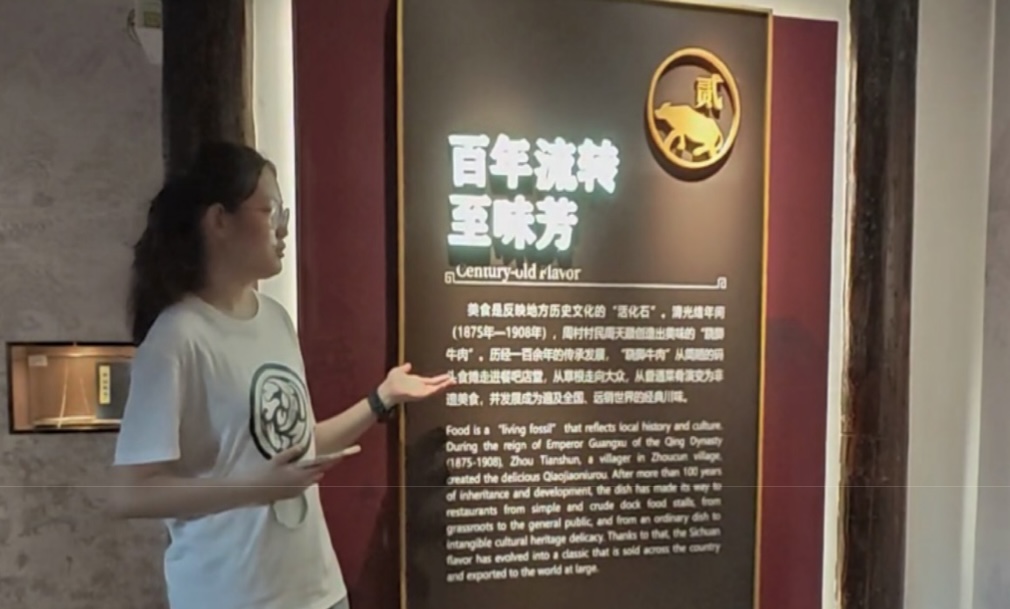 贰
百年流转
至味芳
Century-old Flavor
美食是反映地方历史文化的“活化石”。清光绪年间
（1875年—1908年），周村村民周天顺创造出美味的“跷脚
牛肉”。历经一百余年的传承发展，“跷脚牛肉”从简陋的码
头食摊走进餐吧店堂，从草根走向大众，从普通菜肴演变为非
遗美食，并发展成为遍及全国、远销世界的经典川味。
Food is a “living fossil” that reflects local history and culture.
During the reign of Emperor Guangxu of the Qing Dynasty
(1875-1908), Zhou Tianshun, a villager in Zhoucun village,
created the delicious Qiaojiaoniurou. After more than 100 years
of inheritance and development, the dish has made its way to
restaurants from simple and crude dock food stalls, from
grassroots to the general public, and from an ordinary dish to
intangible cultural heritage delicacy. Thanks to that, the Sichuan
flavor has evolved into a classic that is sold across the country
and exported to the world at large.